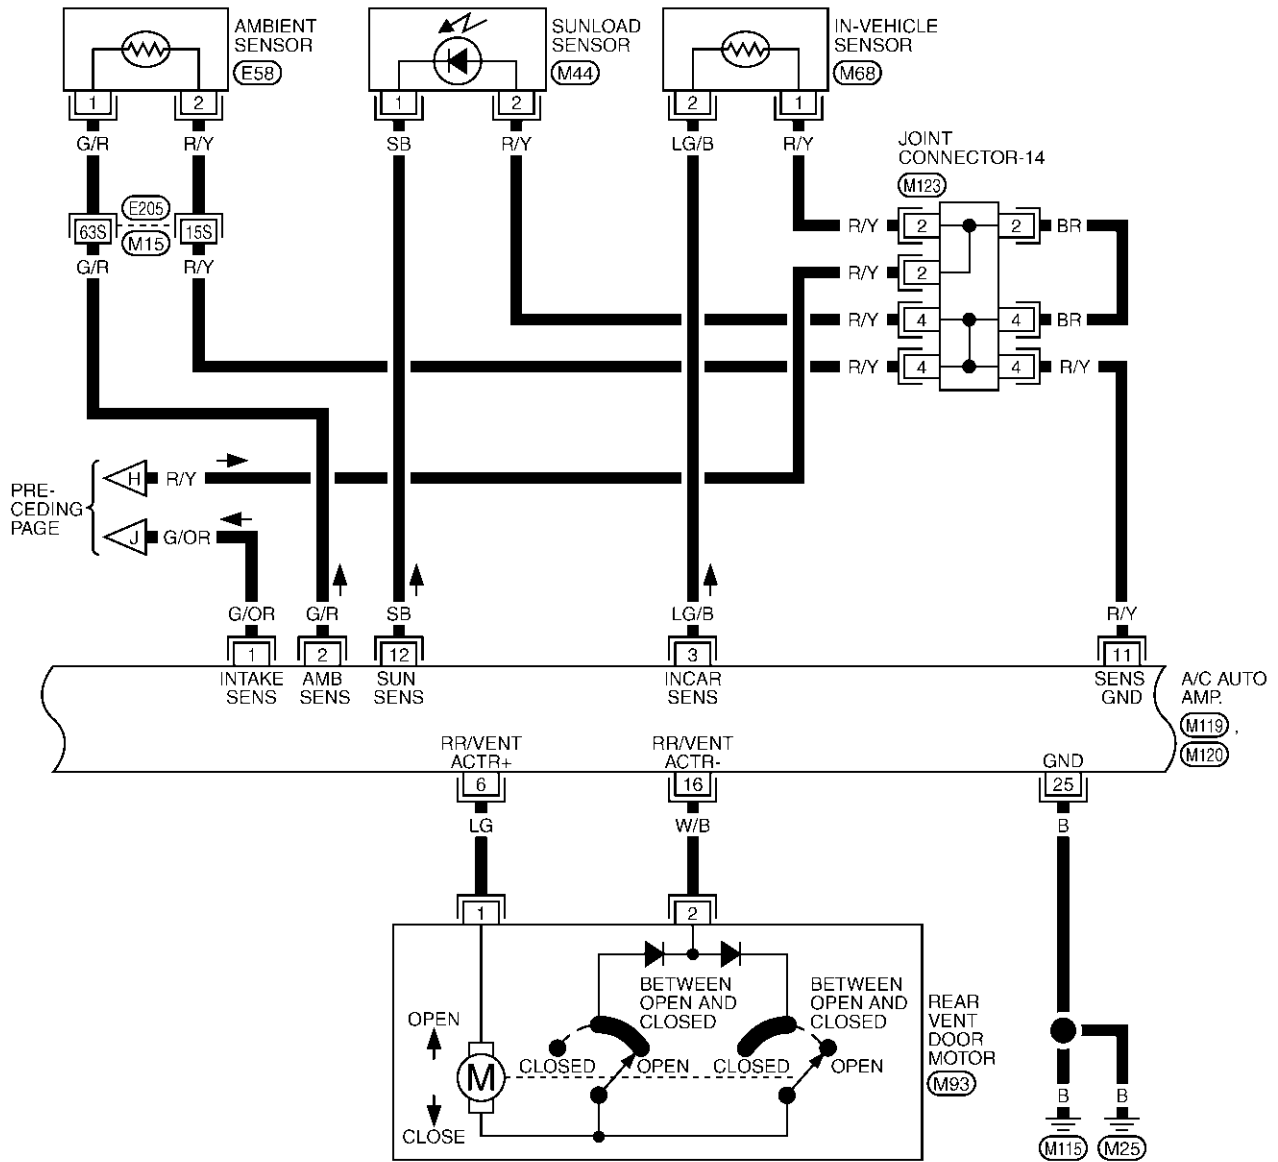 AMBIENT
SENSOR
E58
SUNLOAD
SENSOR
M44
IN-VEHICLE
SENSOR
M68
1 2 1 2 2 1
G/R R/Y SB R/Y LG/B R/Y
JOINT
CONNECTOR-14
M123
E205
63S 15S
M15
G/R R/Y
R/Y 2 2 BR
R/Y 2
R/Y 4 4 BR
R/Y 4 4 R/Y
PRE-
CEDING
PAGE
H R/Y
J G/OR
G/OR G/R SB LG/B R/Y
1 2 12 3 11
INTAKE
SENS
AMB
SENS
SUN
SENS
INCAR
SENS
SENS
GND
A/C AUTO
AMP.
M119 ,
M120
RR/VENT
ACTR+
RR/VENT
ACTR-
GND
6 16 25
LG W/B B
1 2
BETWEEN
OPEN AND
CLOSED
BETWEEN
OPEN AND
CLOSED
OPEN
CLOSED OPEN CLOSED OPEN
M
CLOSE
REAR
VENT
DOOR
MOTOR
M93
B B
M115 M25